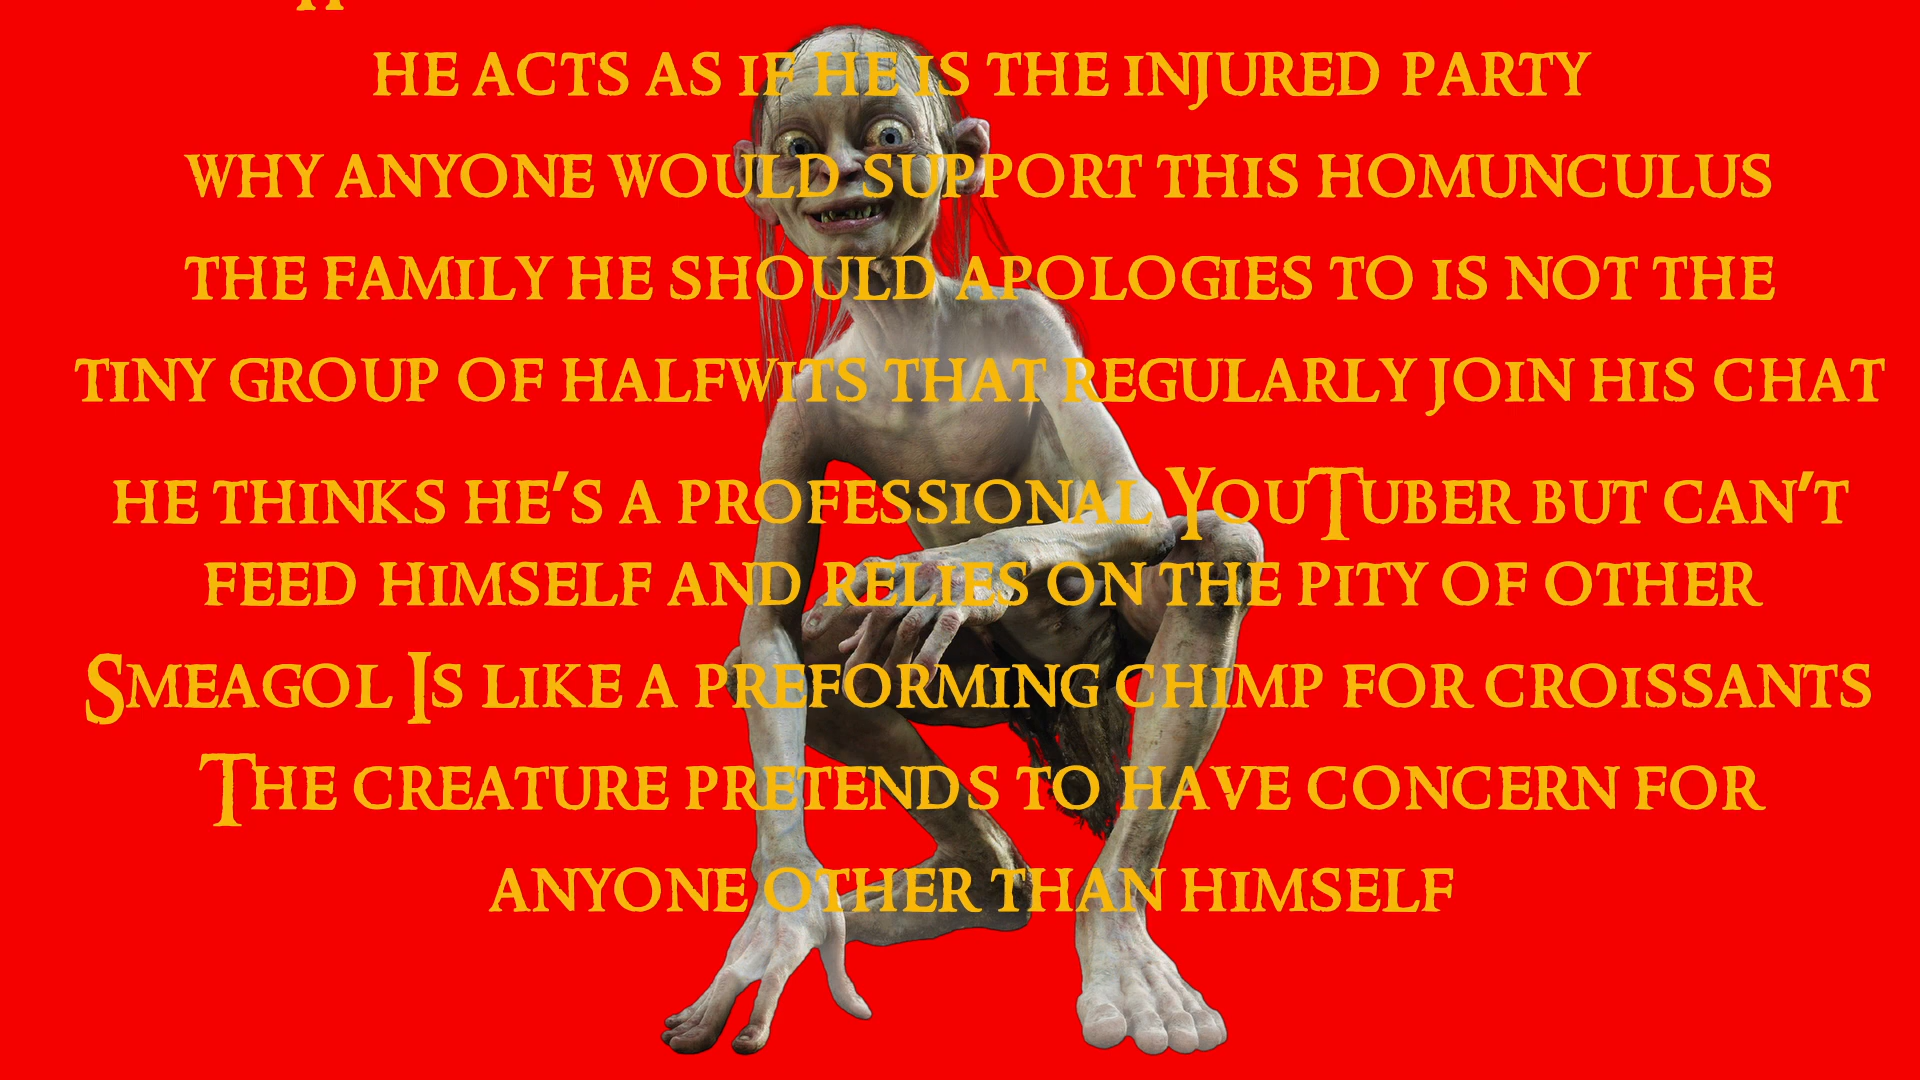 HE ACTS AS IF HE IS THE INJURED PARTY
WHY ANYONE WOULD SUPPORT THIS HOMUNCULUS
THE FAMILY HE SHOULD APOLOGIES TO IS NOT THE
TINY GROUP OF HALFWITS THAT REGULARLY JOIN HIS CHAT
HE THINKS HE'S A PROFESSIONAL YOUTUBER BUT CAN'T
FEED HIMSELF AND RELIES ON THE PITY OF OTHER
SMEAGOL IS LIKE A PREFORMING CHIMP FOR CROISSANTS
THE CREATURE PRETENDS TO HAVE CONCERN FOR
ANYONE OTHER THAN HIMSELF